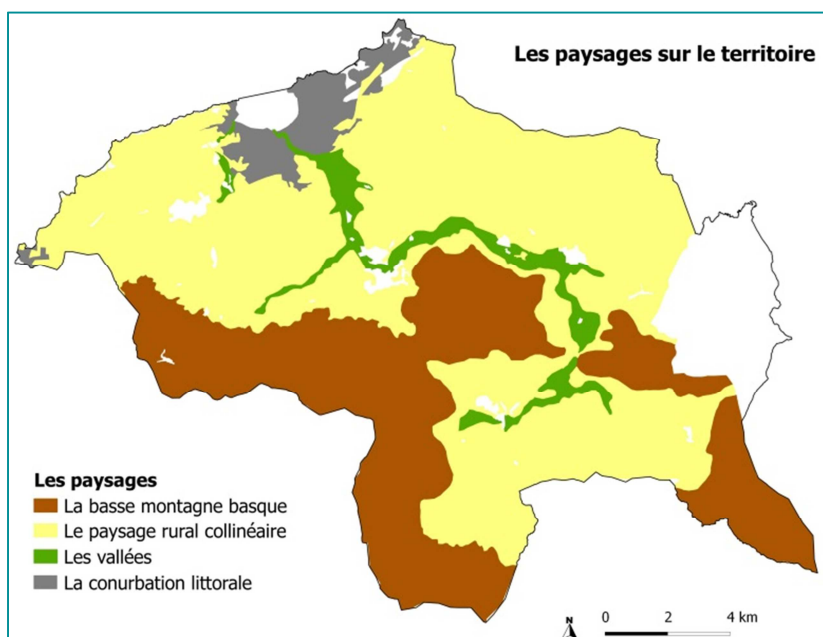 Les paysages sur le territoire
Les paysages
La basse montagne basque
Le paysage rural collinéaire
Les vallées
La conurbation littorale
N
0 2 4 km